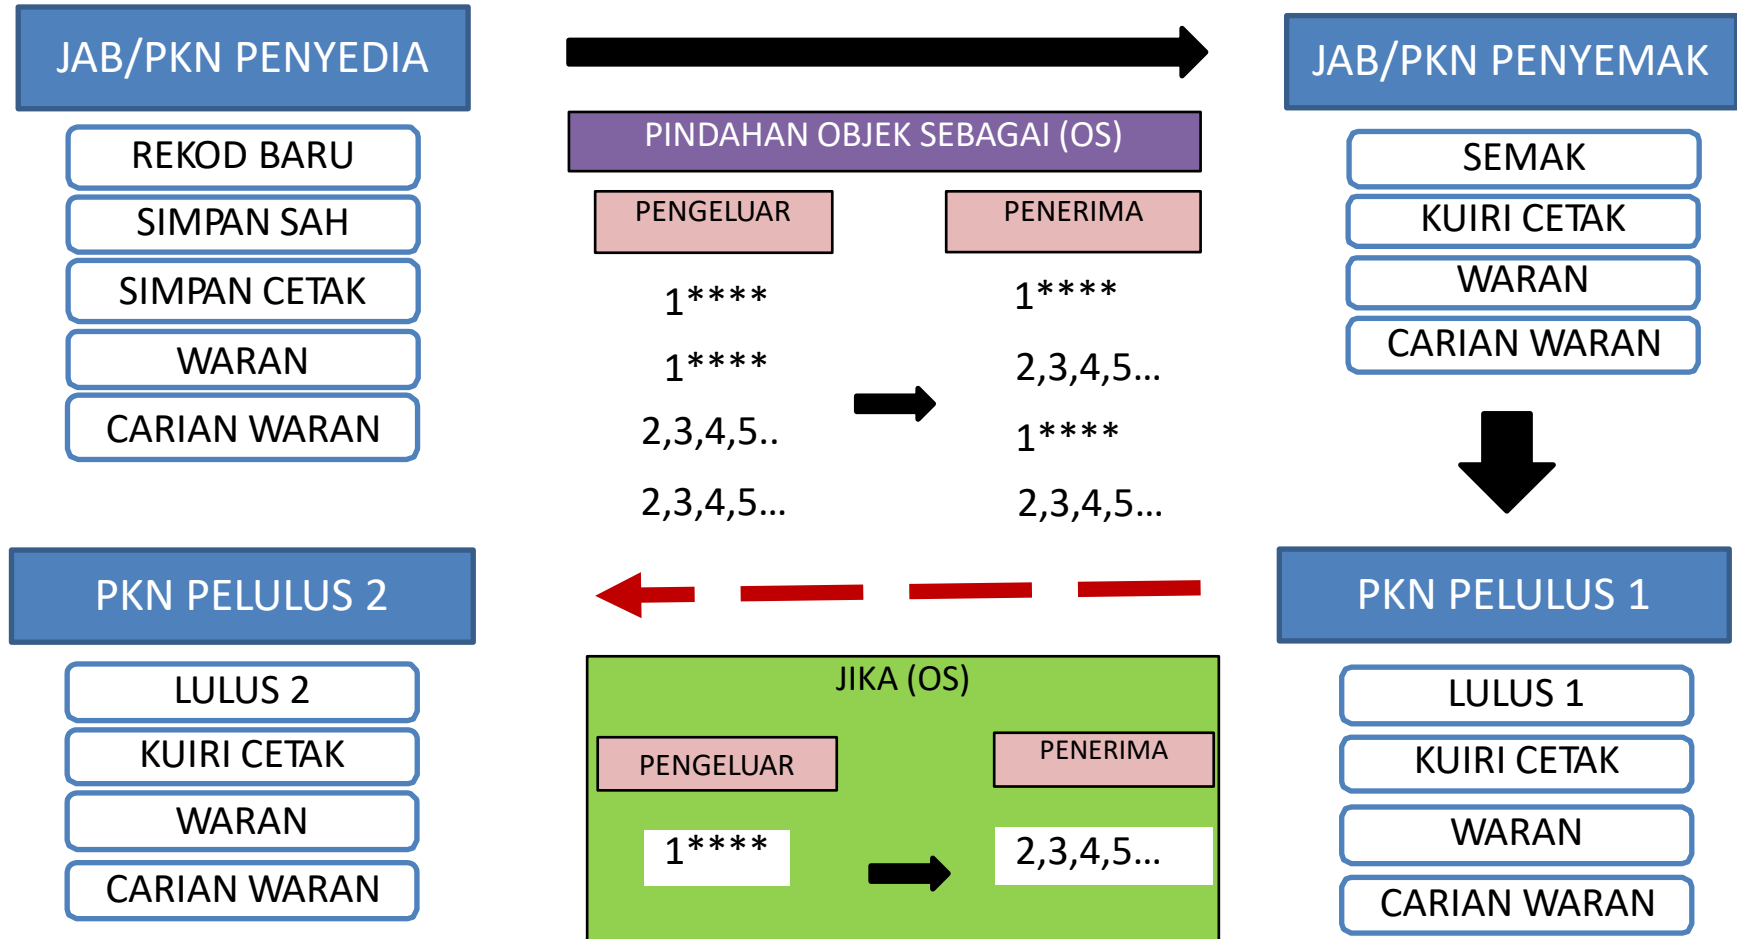 JAB/PKN PENYEDIA
REKOD BARU
SIMPAN SAH
SIMPAN CETAK
WARAN
CARIAN WARAN
PINDAHAN OBJEK SEBAGAI (OS)
PENGELUAR
PENERIMA
1****
1****
1****
2,3,4,5...
2,3,4,5..
1****
2,3,4,5...
2,3,4,5...
JAB/PKN PENYEMAK
SEMAK
KUIRI CETAK
WARAN
CARIAN WARAN
PKN PELULUS 2
LULUS 2
KUIRI CETAK
WARAN
CARIAN WARAN
JIKA (OS)
PENGELUAR
PENERIMA
1****
2,3,4,5...
PKN PELULUS 1
LULUS 1
KUIRI CETAK
WARAN
CARIAN WARAN